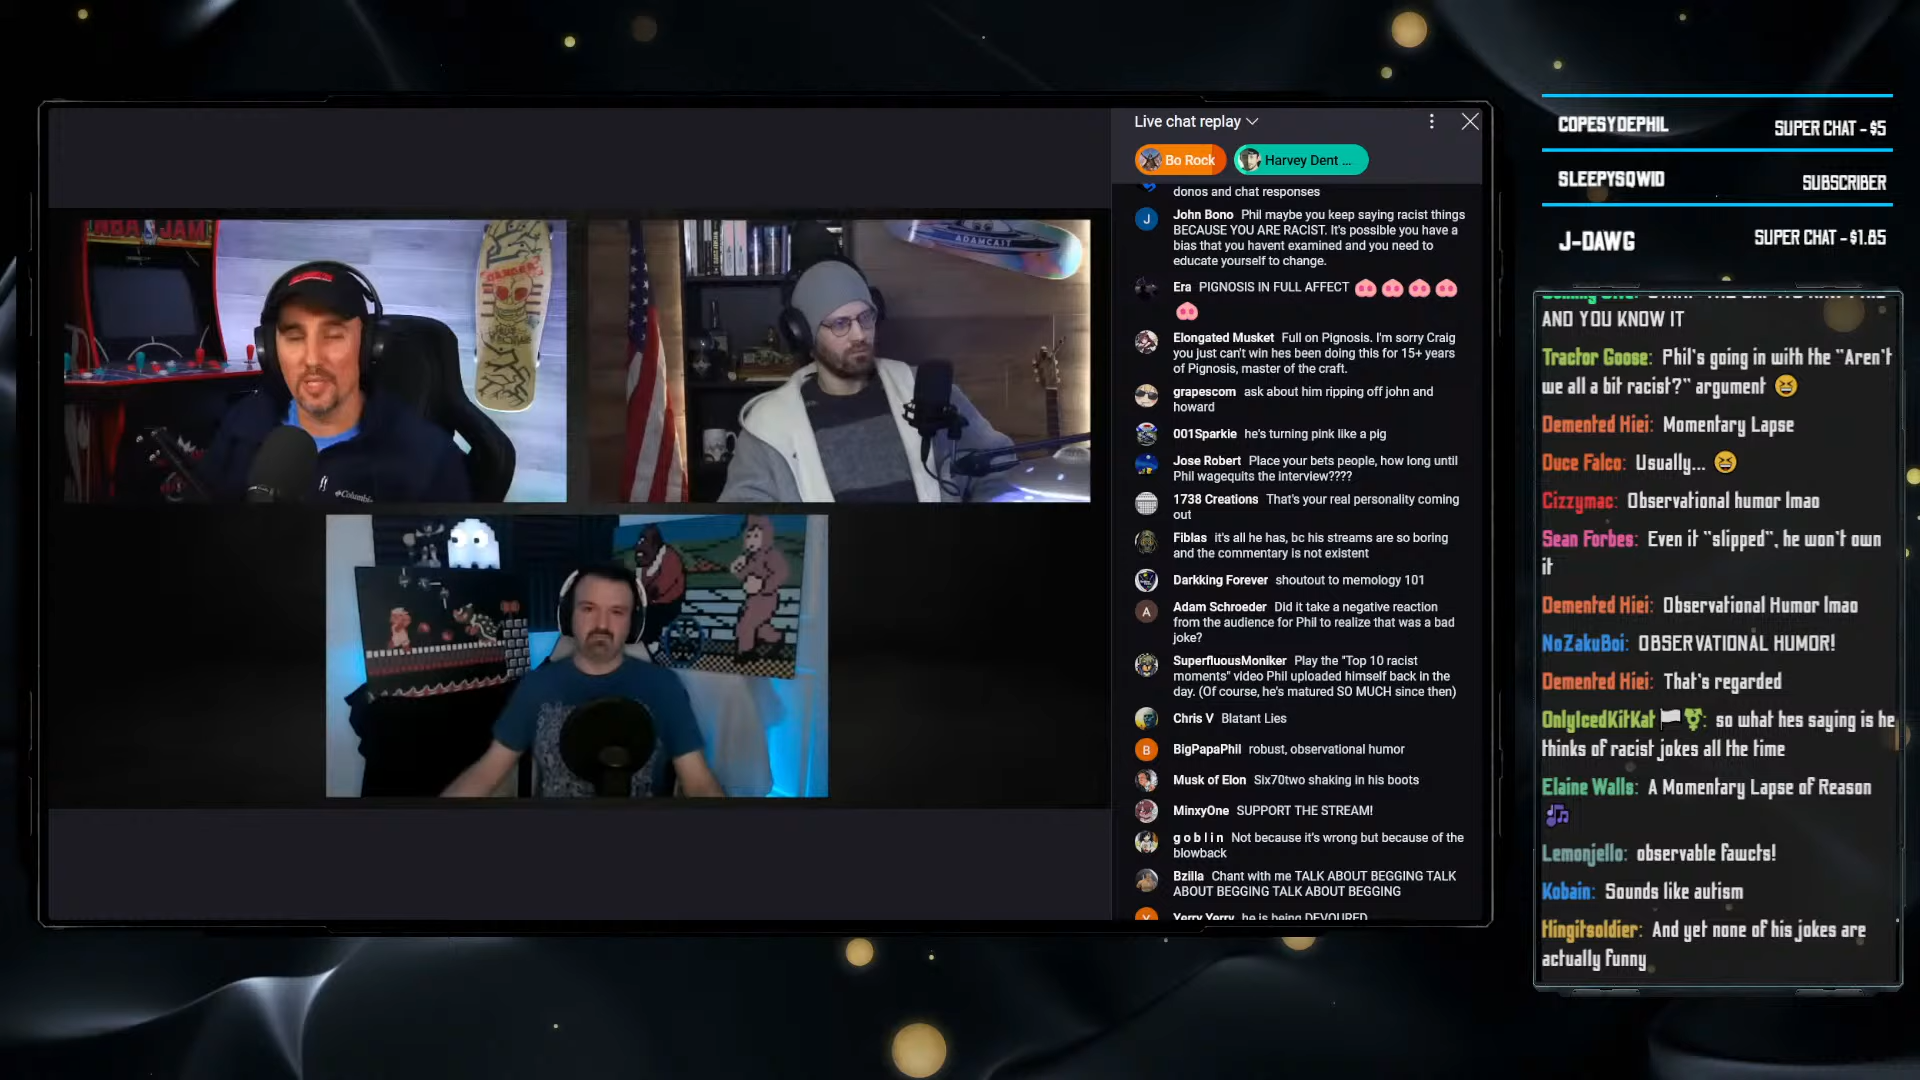 NBA JAM
DANGER
Columbia
ADAMCAIT
Live chat replay
Bo Rock
Harvey Dent ...
donos and chat responses
John Bono Phil maybe you keep saying racist things
BECAUSE YOU ARE RACIST. It's possible you have a
bias that you havent examined and you need to
educate yourself to change.
Era PIGNOSIS IN FULL AFFECT
Elongated Musket Full on Pignosis. I'm sorry Craig
you just can't win hes been doing this for 15+ years
of Pignosis, master of the craft.
grapescom ask about him ripping off john and
howard
001Sparkie he's turning pink like a pig
Jose Robert Place your bets people, how long until
Phil wagequits the interview????
1738 Creations That's your real personality coming
out
Fiblas it's all he has, bc his streams are so boring
and the commentary is not existent
Darkking Forever shoutout to memology 101
Adam Schroeder Did it take a negative reaction
from the audience for Phil to realize that was a bad
joke?
SuperfluousMoniker Play the "Top 10 racist
moments" video Phil uploaded himself back in the
day. (Of course, he's matured SO MUCH since then)
Chris V Blatant Lies
BigPapaPhil robust, observational humor
Musk of Elon Six70two shaking in his boots
MinxyOne SUPPORT THE STREAM!
g o b l i n Not because it's wrong but because of the
blowback
Bzilla Chant with me TALK ABOUT BEGGING TALK
ABOUT BEGGING TALK ABOUT BEGGING
Yerry Yerry he is being DEVOURED
COPESYDEPHIL SUPER CHAT - $5
SLEEPYSQWID SUBSCRIBER
J-DAWG SUPER CHAT - $1.85
AND YOU KNOW IT
Tractor Goose: Phil's going in with the "Aren't
we all a bit racist?" argument
Demented Hiei: Momentary Lapse
Duce Falco: Usually...
Cizzymac: Observational humor lmao
Sean Forbes: Even it "slipped", he won't own
it
Demented Hiei: Observational Humor lmao
NoZakuBoi: OBSERVATIONAL HUMOR!
Demented Hiei: That's regarded
OnlyIcedKitKat: so what hes saying is he
thinks of racist jokes all the time
Elaine Walls: A Momentary Lapse of Reason
Lemonjello: observable fawcts!
Kobain: Sounds like autism
Hingitsoldier: And yet none of his jokes are
actually funny